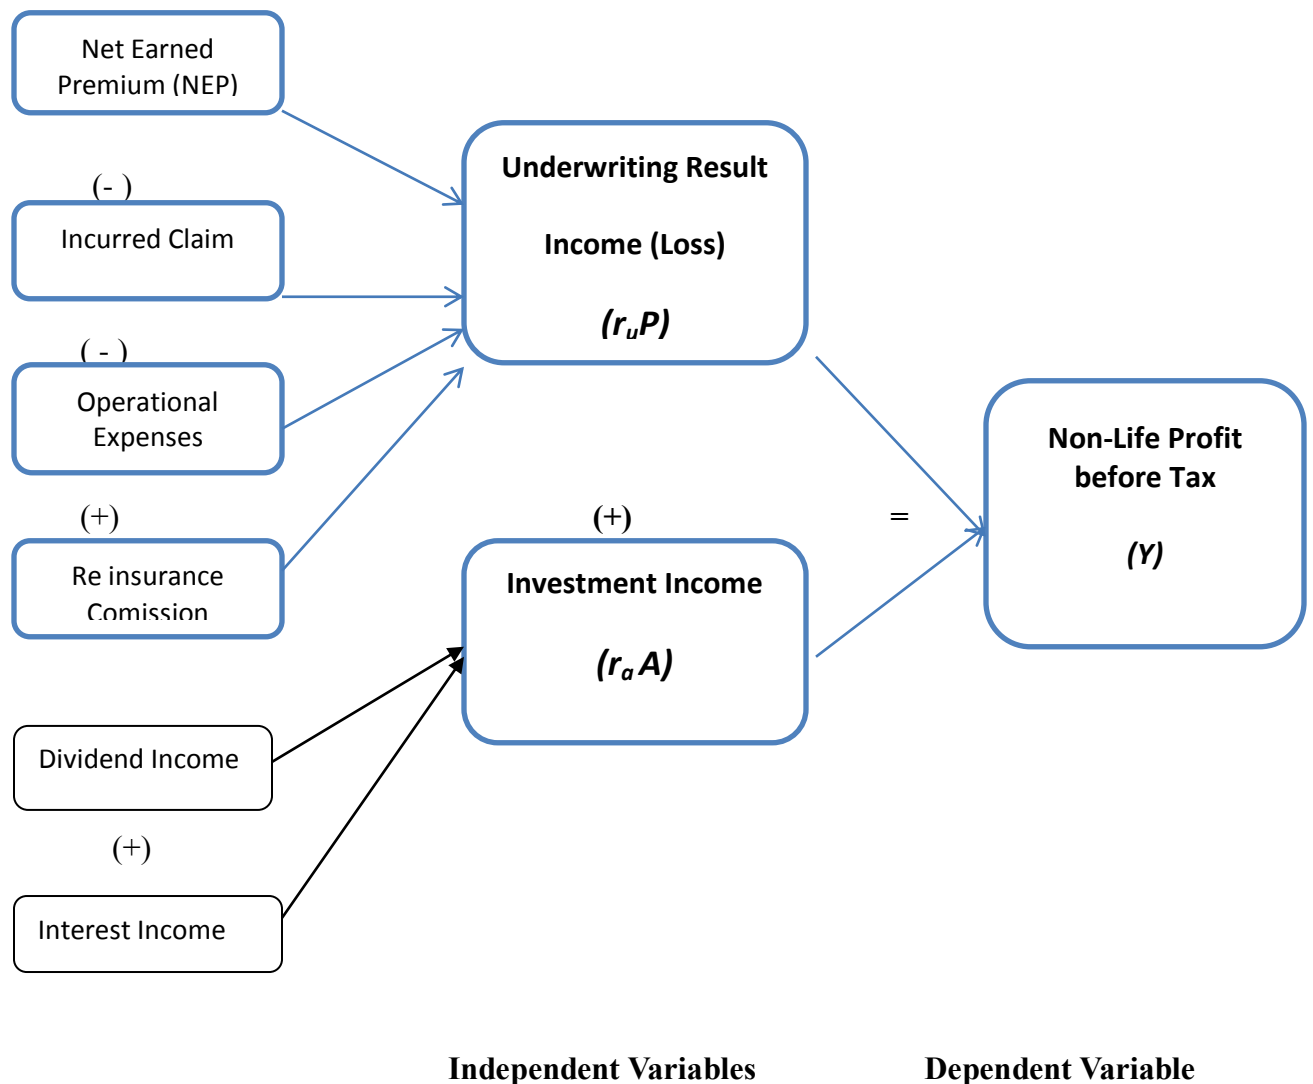 Net Earned
Premium (NEP)
(- )
Incurred Claim
( - )
Operational
Expenses
(+)
Re insurance
Comission
Dividend Income
(+)
Interest Income
Underwriting Result
Income (Loss)
(ruP)
(+)
Investment Income
(ra A)
=
Non-Life Profit
before Tax
(Y)
Independent Variables
Dependent Variable